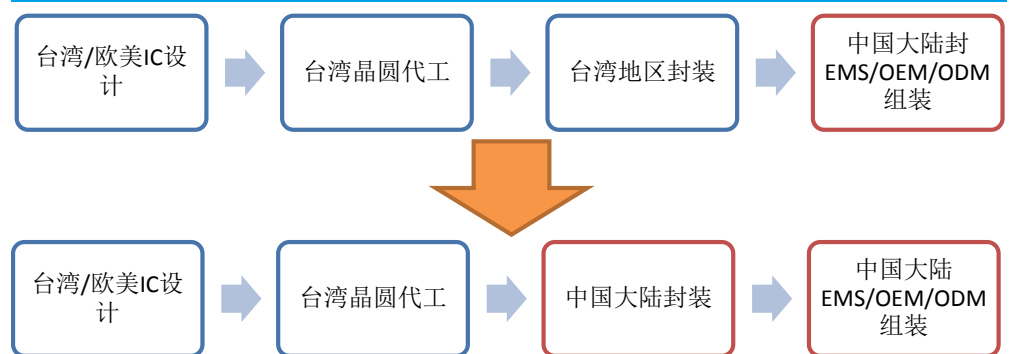 台湾/欧美IC设
计
台湾晶圆代工
台湾地区封装
中国大陆封
EMS/OEM/ODM
组装
台湾/欧美IC设
计
台湾晶圆代工
中国大陆封装
中国大陆
EMS/OEM/ODM
组装